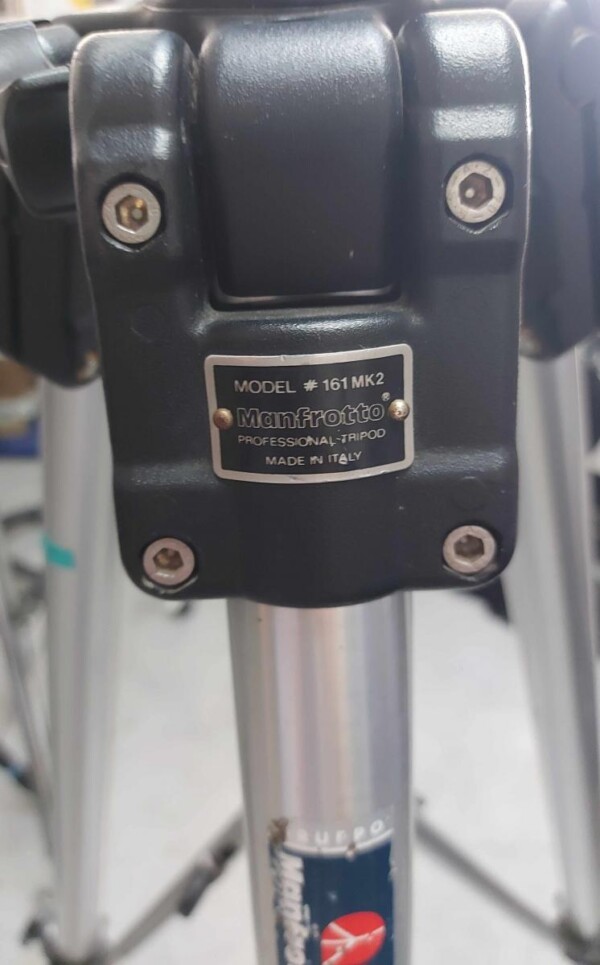 MODEL # 161 MK2
Manfrotto®
PROFESSIONAL-TRIPOD
MADE IN ITALY